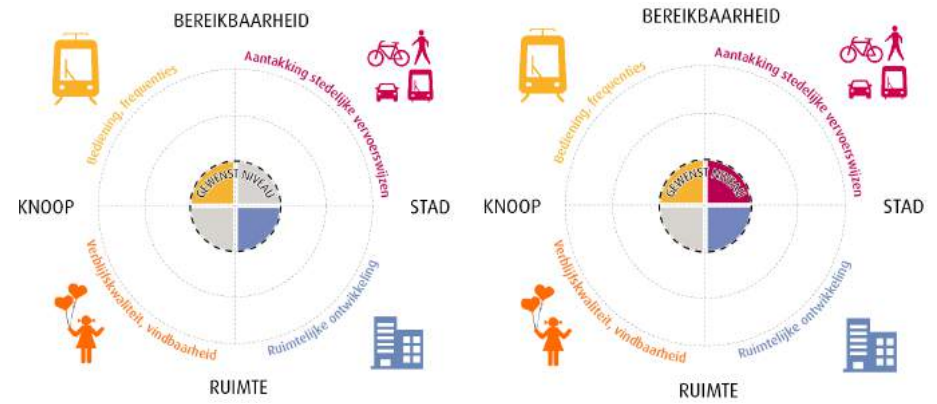 BEREIKBAARHEID
Bediening, frequenties
Aantakking stedelijke vervoerswijzen
GEWENST NIVEAU
KNOOP
STAD
Verblijfskwaliteit, vindbaarheid
Ruimtelijke ontwikkeling
RUIMTE
BEREIKBAARHEID
Bediening, frequenties
Aantakking stedelijke vervoerswijzen
GEWENST NIVEAU
KNOOP
STAD
Verblijfskwaliteit, vindbaarheid
Ruimtelijke ontwikkeling
RUIMTE